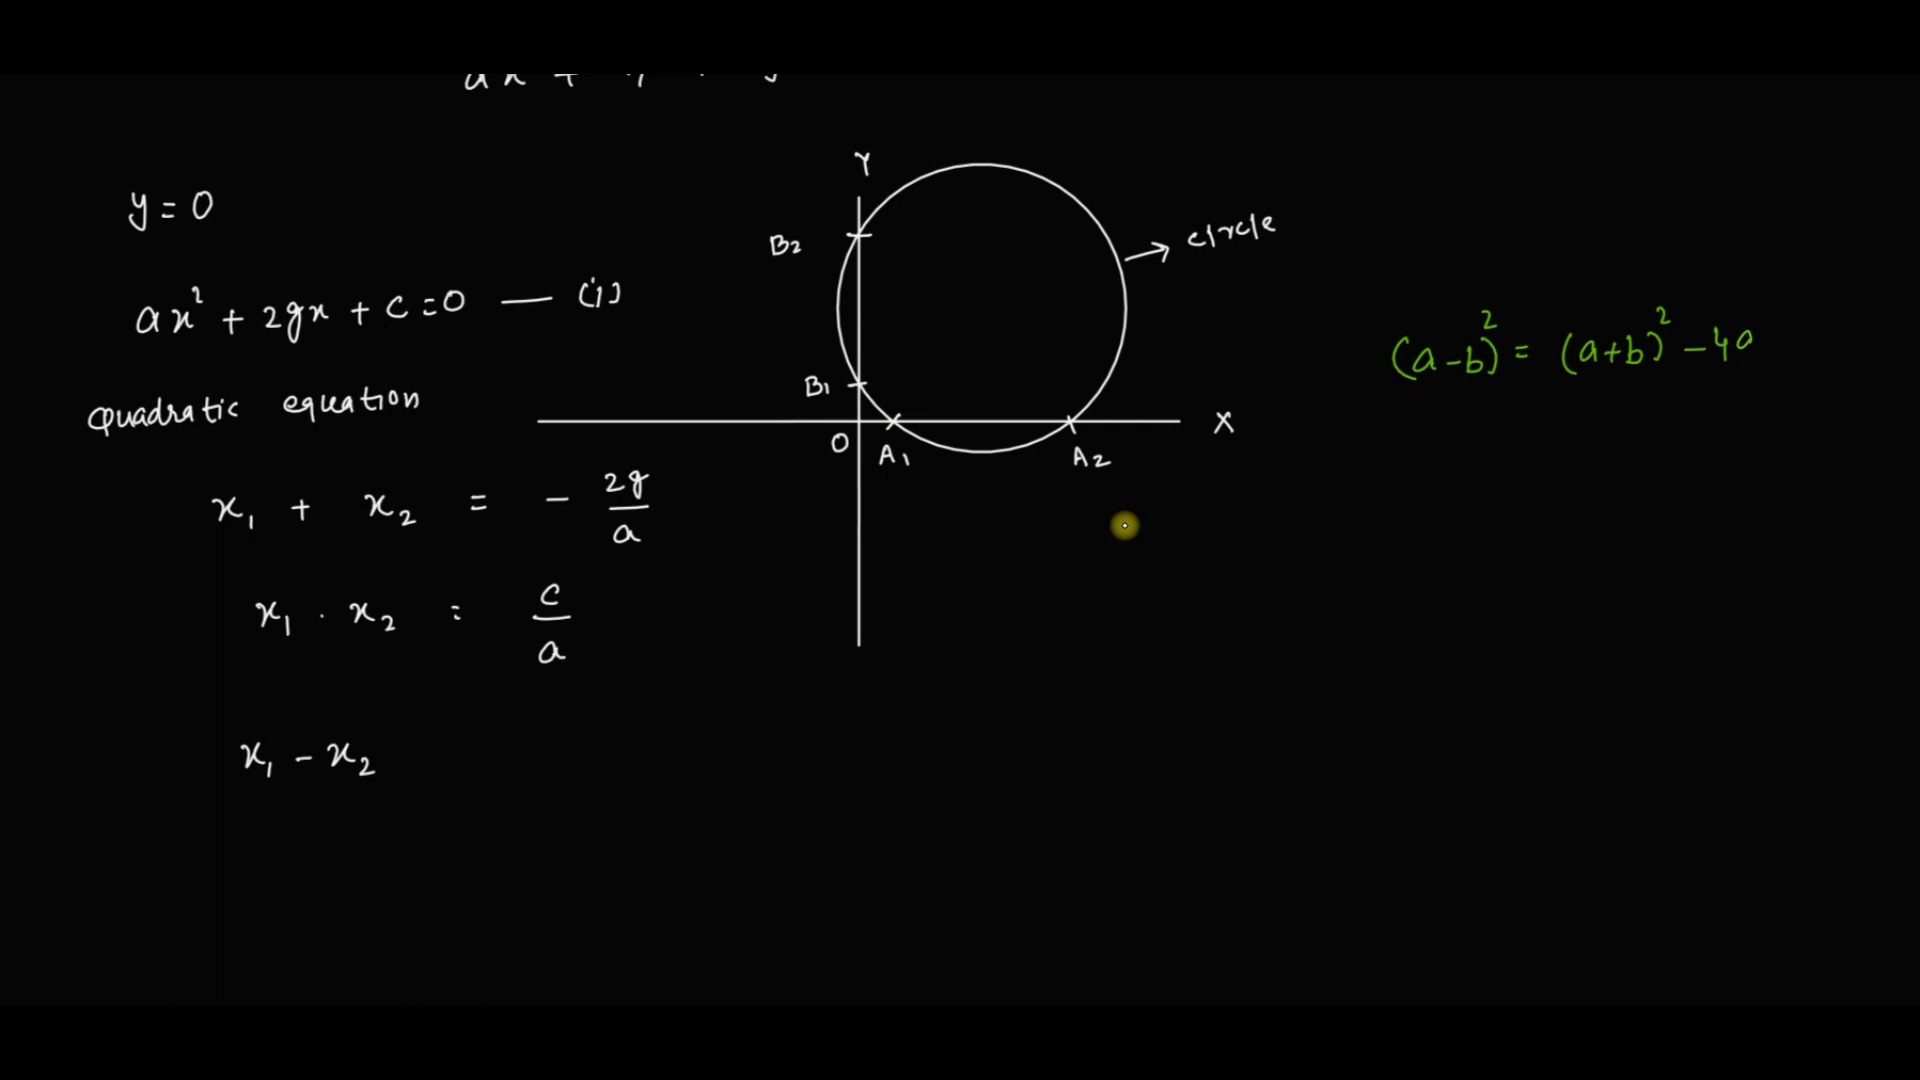 y = 0
ax² + 2gx + c = 0 — (1)
Quadratic equation
x₁ + x₂ = - 2g/a
x₁ . x₂ = c/a
x₁ - x₂
Y
B₂
B₁
O
A₁
A₂
X
circle
(a-b)² = (a+b)² - 4a